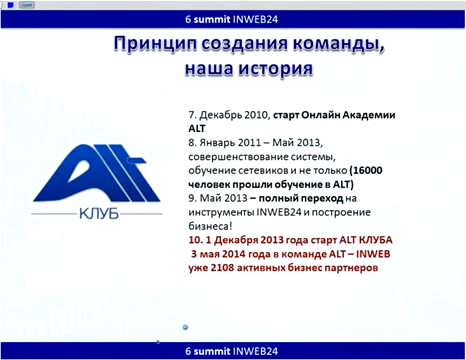 6 summit INWEB24
Принцип создания команды,
наша история
7. Декабрь 2010, старт Онлайн Академии
ALT
8. Январь 2011 – Май 2013,
совершенствование системы,
обучение сетевиков и не только (16000
человек прошли обучение в ALT)
9. Май 2013 – полный переход на
инструменты INWEB24 и построение
бизнеса!
10. 1 Декабря 2013 года старт ALT КЛУБА
3 мая 2014 года в команде ALT – INWEB
уже 2108 активных бизнес партнеров
Alt
КЛУБ
6 summit INWEB24